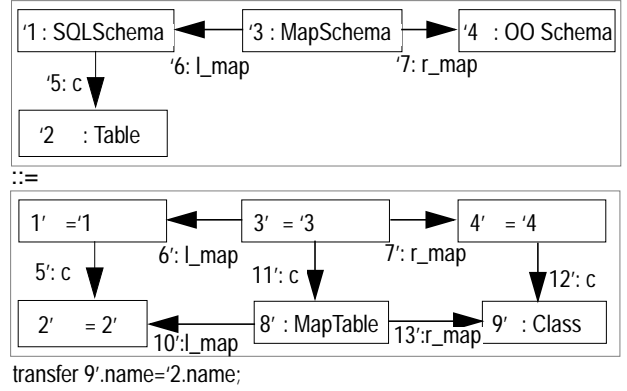 ‘1 : SQLSchema ‘3 : MapSchema ‘4 : OO Schema
‘6: l_map ‘7: r_map
‘5: c
‘2 : Table
::=
1’ =‘1 3’ =‘3 4’ =‘4
6’: l_map 7’: r_map
5’: c 11’: c 12’: c
2’ = 2’ 8’ : MapTable 9’ : Class
10’:l_map 13’:r_map
transfer 9’.name=‘2.name;